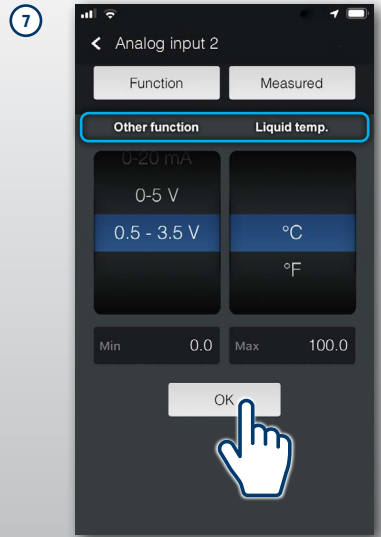 7
Analog input 2
Function Measured
Other function Liquid temp.
0-20 mA
0-5 V
0.5 - 3.5 V °C
°F
Min 0.0 Max 100.0
OK